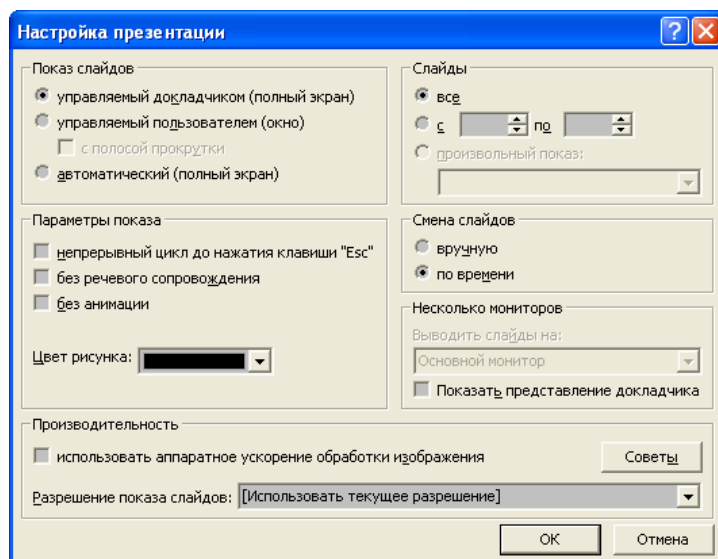 Настройка презентации
Показ слайдов
управляемый докладчиком (полный экран)
управляемый пользователем (окно)
с полосой прокрутки
автоматический (полный экран)
Слайды
все
с по
произвольный показ:
Параметры показа
непрерывный цикл до нажатия клавиши "Esc"
без речевого сопровождения
без анимации
Цвет рисунка:
Смена слайдов
вручную
по времени
Несколько мониторов
Выводить слайды на:
Основной монитор
Показать представление докладчика
Производительность
использовать аппаратное ускорение обработки изображения
Советы
Разрешение показа слайдов: [Использовать текущее разрешение]
ОК Отмена